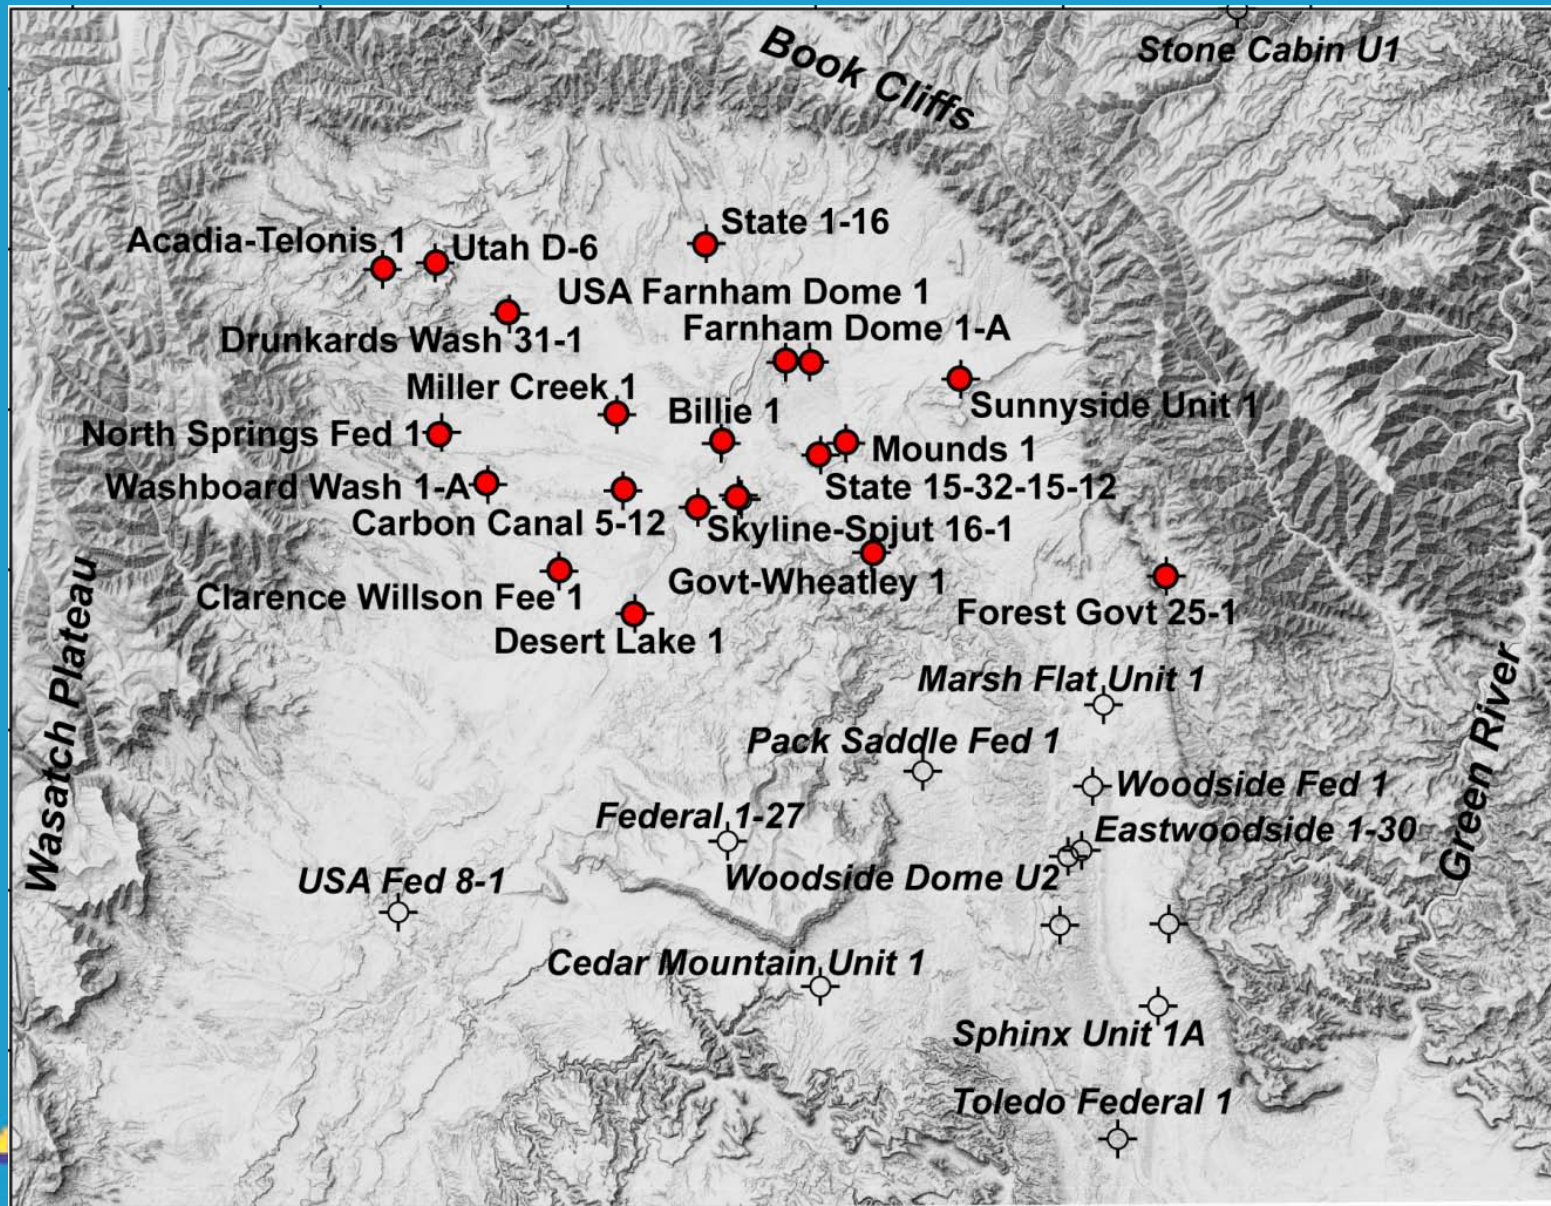 Stone Cabin U1
Book Cliffs
State 1-16
Acadia-Telonis 1
Utah D-6
USA Farnham Dome 1
Farnham Dome 1-A
Drunkards Wash 31-1
Miller Creek 1
Billie 1
Sunnyside Unit 1
North Springs Fed 1
Mounds 1
Washboard Wash 1-A
State 15-32-15-12
Carbon Canal 5-12
Skyline-Spjut 16-1
Govt-Wheatley 1
Clarence Willson Fee 1
Forest Govt 25-1
Desert Lake 1
Wasatch Plateau
Marsh Flat Unit 1
Green River
Pack Saddle Fed 1
Woodside Fed 1
Federal 1-27
Eastwoodside 1-30
USA Fed 8-1
Woodside Dome U2
Cedar Mountain Unit 1
Sphinx Unit 1A
Toledo Federal 1